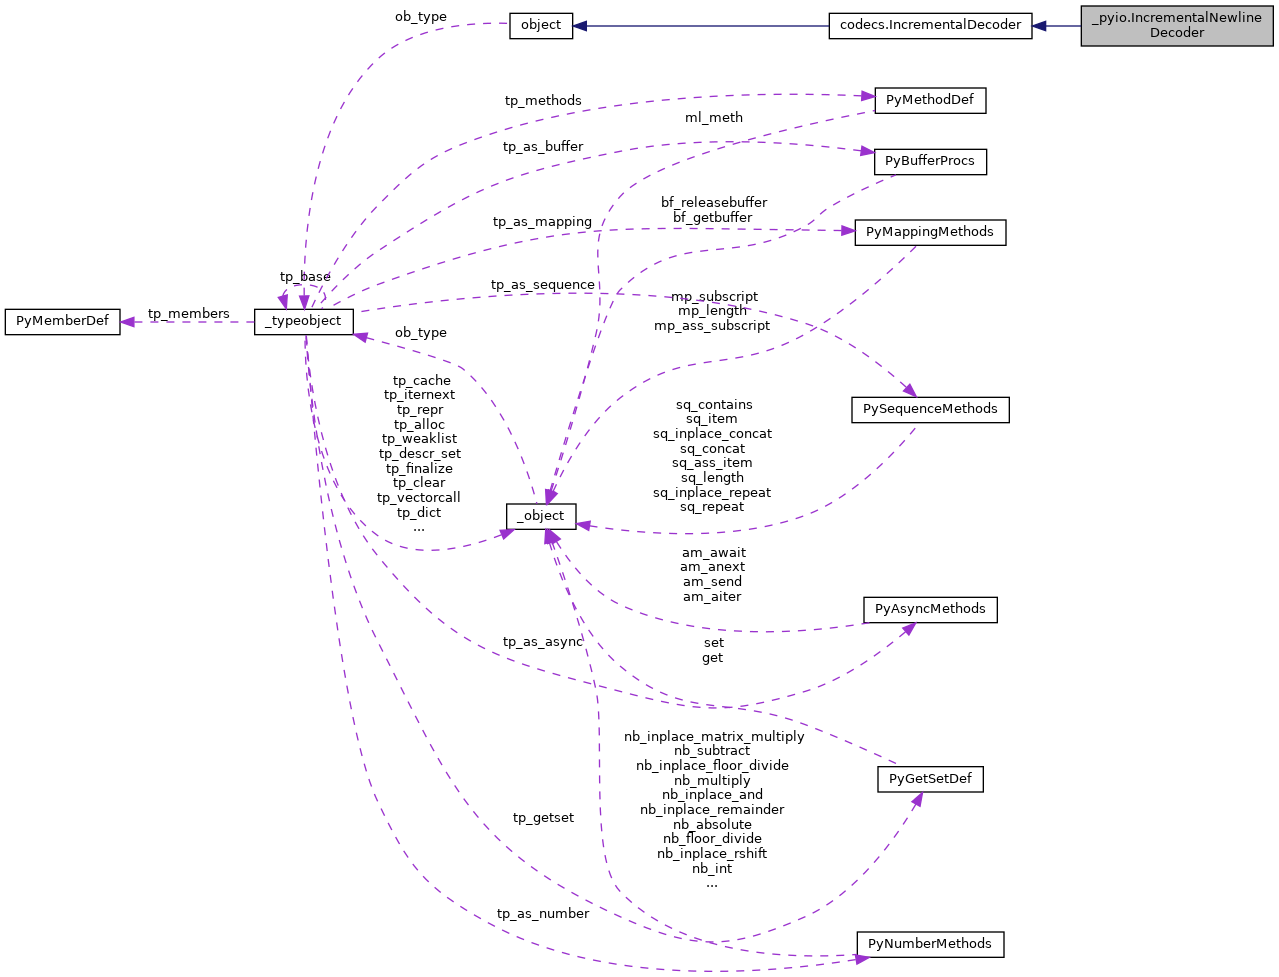 ob_type
object
codecs.IncrementalDecoder
_pyio.IncrementalNewline
Decoder
tp_methods
PyMethodDef
ml_meth
tp_as_buffer
PyBufferProcs
bf_releasebuffer
bf_getbuffer
tp_as_mapping
PyMappingMethods
tp_base
tp_as_sequence
mp_subscript
mp_length
mp_ass_subscript
PyMemberDef
tp_members
_typeobject
ob_type
tp_cache
tp_iternext
tp_repr
tp_alloc
tp_weaklist
tp_descr_set
tp_finalize
tp_clear
tp_vectorcall
tp_dict
...
sq_contains
sq_item
sq_inplace_concat
sq_concat
sq_ass_item
sq_length
sq_inplace_repeat
sq_repeat
PySequenceMethods
_object
am_await
am_anext
am_send
am_aiter
PyAsyncMethods
tp_as_async
set
get
nb_inplace_matrix_multiply
nb_subtract
nb_inplace_floor_divide
nb_multiply
nb_inplace_and
nb_inplace_remainder
nb_absolute
nb_floor_divide
nb_inplace_rshift
nb_int
...
PyGetSetDef
tp_getset
tp_as_number
PyNumberMethods